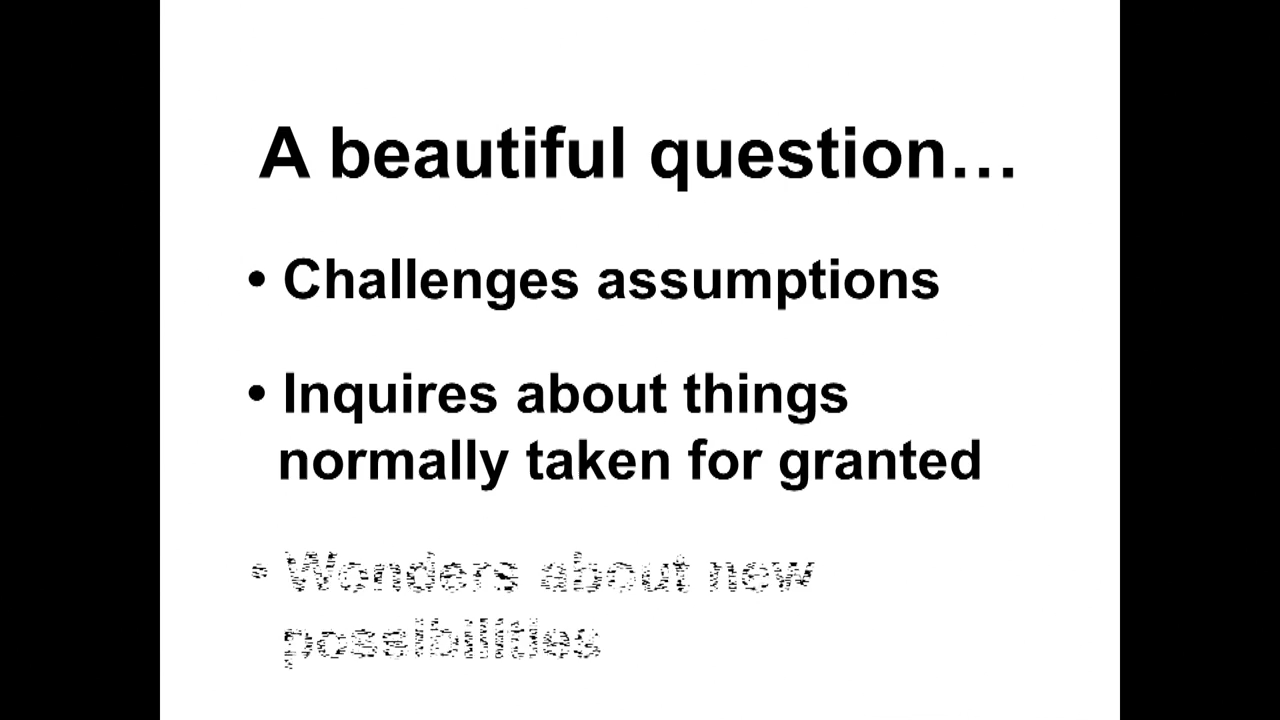 A beautiful question…
• Challenges assumptions
• Inquires about things
normally taken for granted
• Wonders about new
possibilities